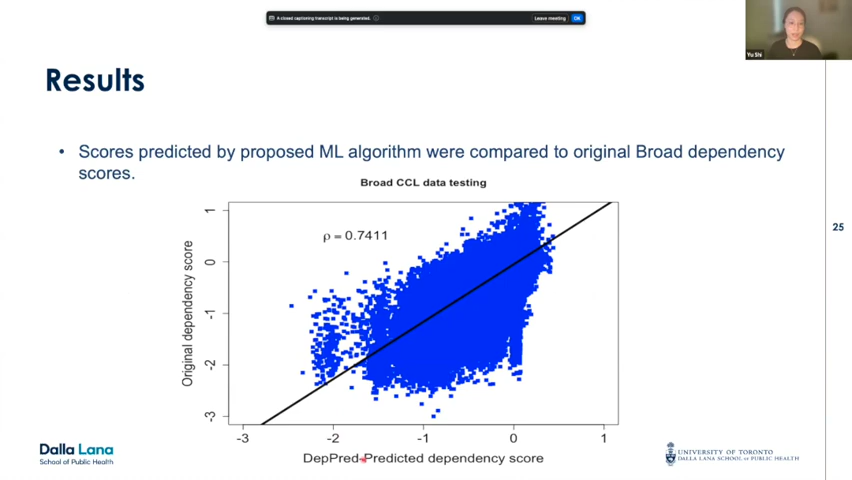 A closed captioning transcript is being generated.
Leave meeting
OK
Yu Shi
Results
• Scores predicted by proposed ML algorithm were compared to original Broad dependency
scores.
25
Broad CCL data testing
ρ = 0.7411
Original dependency score
1
0
-1
-2
-3
-3 -2 -1 0 1
DepPred-Predicted dependency score
Dalla Lana
School of Public Health
UNIVERSITY OF TORONTO
DALLA LANA SCHOOL OF PUBLIC HEALTH